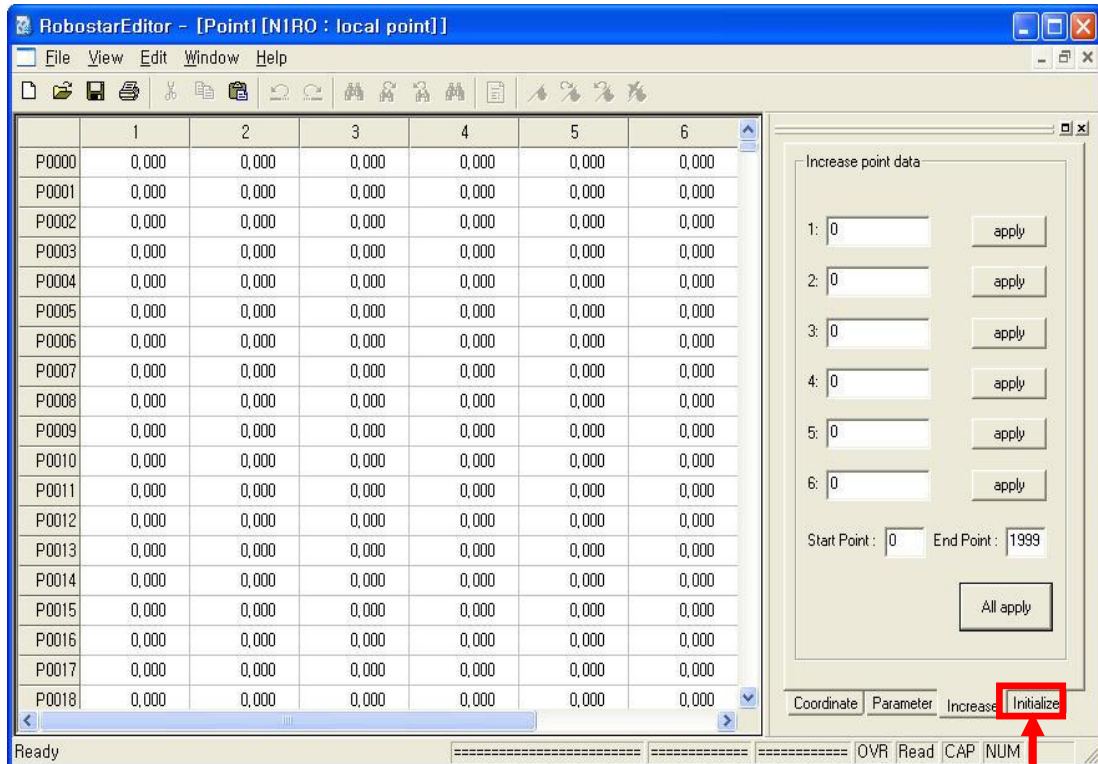 RobostarEditor - [Point1 [N1RO : local point]]
File View Edit Window Help
1 2 3 4 5 6
P0000 0,000 0,000 0,000 0,000 0,000 0,000
P0001 0,000 0,000 0,000 0,000 0,000 0,000
P0002 0,000 0,000 0,000 0,000 0,000 0,000
P0003 0,000 0,000 0,000 0,000 0,000 0,000
P0004 0,000 0,000 0,000 0,000 0,000 0,000
P0005 0,000 0,000 0,000 0,000 0,000 0,000
P0006 0,000 0,000 0,000 0,000 0,000 0,000
P0007 0,000 0,000 0,000 0,000 0,000 0,000
P0008 0,000 0,000 0,000 0,000 0,000 0,000
P0009 0,000 0,000 0,000 0,000 0,000 0,000
P0010 0,000 0,000 0,000 0,000 0,000 0,000
P0011 0,000 0,000 0,000 0,000 0,000 0,000
P0012 0,000 0,000 0,000 0,000 0,000 0,000
P0013 0,000 0,000 0,000 0,000 0,000 0,000
P0014 0,000 0,000 0,000 0,000 0,000 0,000
P0015 0,000 0,000 0,000 0,000 0,000 0,000
P0016 0,000 0,000 0,000 0,000 0,000 0,000
P0017 0,000 0,000 0,000 0,000 0,000 0,000
P0018 0,000 0,000 0,000 0,000 0,000 0,000
Increase point data
1: 0 apply
2: 0 apply
3: 0 apply
4: 0 apply
5: 0 apply
6: 0 apply
Start Point : 0 End Point : 1999
All apply
Coordinate Parameter Increase Initialize
Ready ========================= ============= ============ OVR Read CAP NUM